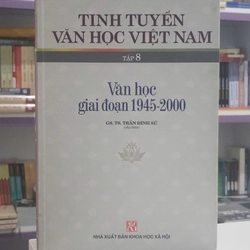 TINH TUYỂN
VĂN HỌC VIỆT NAM
TẬP 8
Văn học
giai đoạn 1945-2000
GS. TS. TRẦN ĐÌNH SỬ
NHÀ XUẤT BẢN KHOA HỌC XÃ HỘI